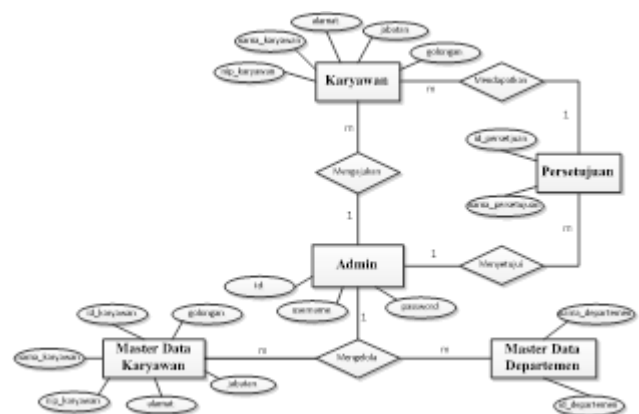 alamat
nama_karyawan
jabatan
nip_karyawan
golongan
Karyawan
m
Mendapatkan
m
1
id_persetujuan
Mengajukan
Persetujuan
nama_persetujuan
1
m
Admin
1
Menyetujui
id
username
password
id_karyawan
golongan
1
nama_departemen
nama_karyawan
Master Data
Karyawan
m
Mengelola
m
Master Data
Departemen
nip_karyawan
alamat
jabatan
id_departemen